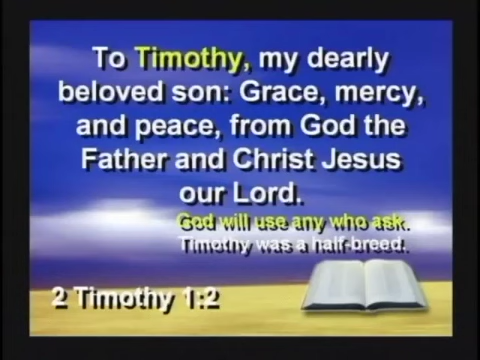 To Timothy, my dearly
beloved son: Grace, mercy,
and peace, from God the
Father and Christ Jesus
our Lord.
God will use any who ask.
Timothy was a half-breed.
2 Timothy 1:2